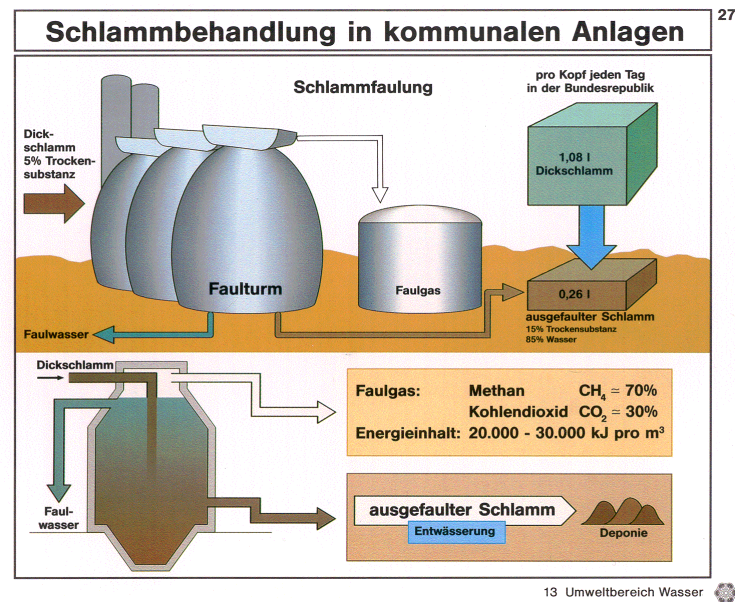 27
Schlammbehandlung in kommunalen Anlagen
Schlammfaulung
pro Kopf jeden Tag
in der Bundesrepublik
Dick-
schlamm
5% Trocken-
substanz
1,08 l
Dickschlamm
Faulturm
Faulgas
0,26 l
ausgefaulter Schlamm
15% Trockensubstanz
85% Wasser
Faulwasser
Dickschlamm
Faul-
wasser
Faulgas: Methan CH₄ ≃ 70%
Kohlendioxid CO₂ ≃ 30%
Energieinhalt: 20.000 - 30.000 kJ pro m³
ausgefaulter Schlamm
Entwässerung
Deponie
13 Umweltbereich Wasser